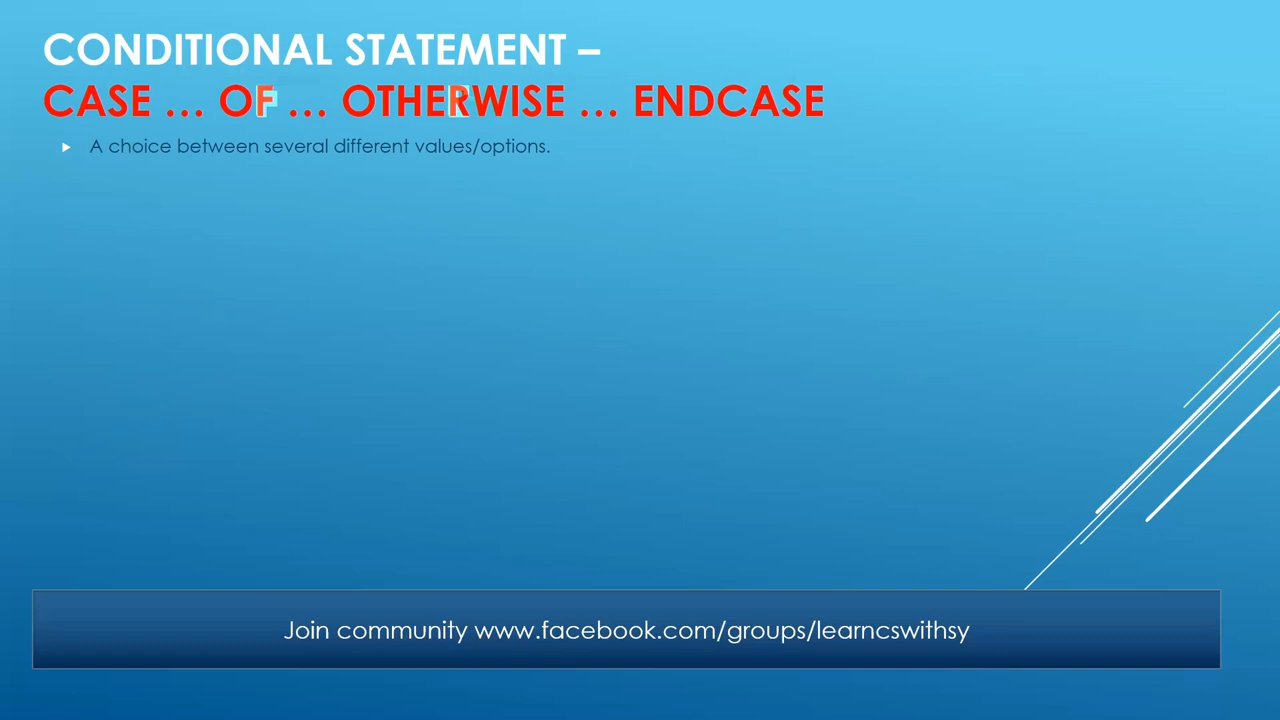 CONDITIONAL STATEMENT –
CASE ... OF ... OTHERWISE ... ENDCASE
A choice between several different values/options.
Join community www.facebook.com/groups/learncswithsy